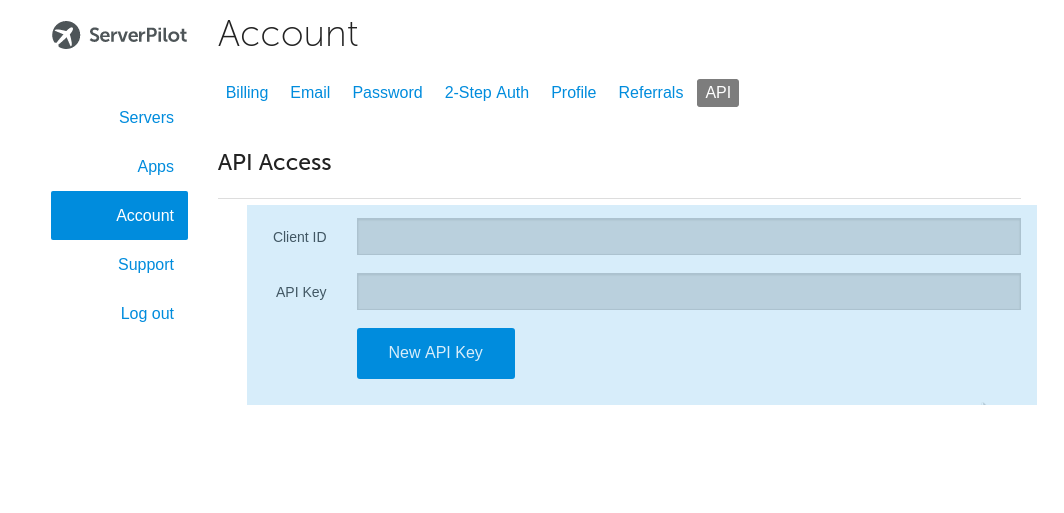 ServerPilot
Account
Billing Email Password 2-Step Auth Profile Referrals API
Servers
Apps
Account
Support
Log out
API Access
Client ID
API Key
New API Key